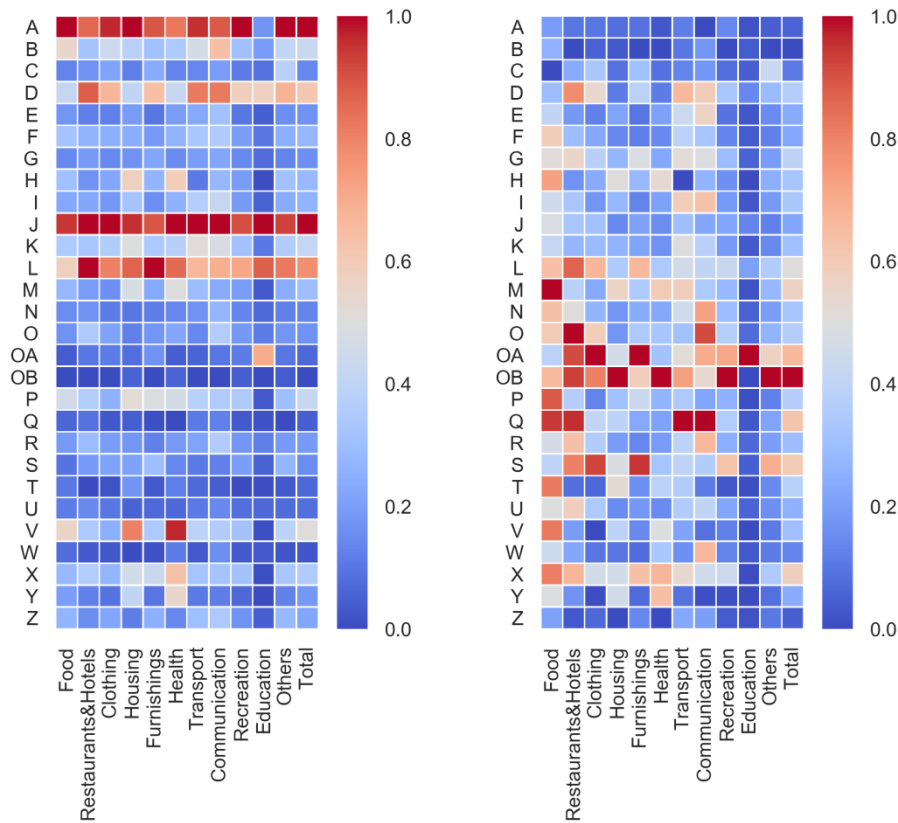 A
B
C
D
E
F
G
H
I
J
K
L
M
N
O
OA
OB
P
Q
R
S
T
U
V
W
X
Y
Z
Food
Restaurants&Hotels
Clothing
Housing
Furnishings
Health
Transport
Communication
Recreation
Education
Others
Total
1.0
0.8
0.6
0.4
0.2
0.0
A
B
C
D
E
F
G
H
I
J
K
L
M
N
O
OA
OB
P
Q
R
S
T
U
V
W
X
Y
Z
Food
Restaurants&Hotels
Clothing
Housing
Furnishings
Health
Transport
Communication
Recreation
Education
Others
Total
1.0
0.8
0.6
0.4
0.2
0.0